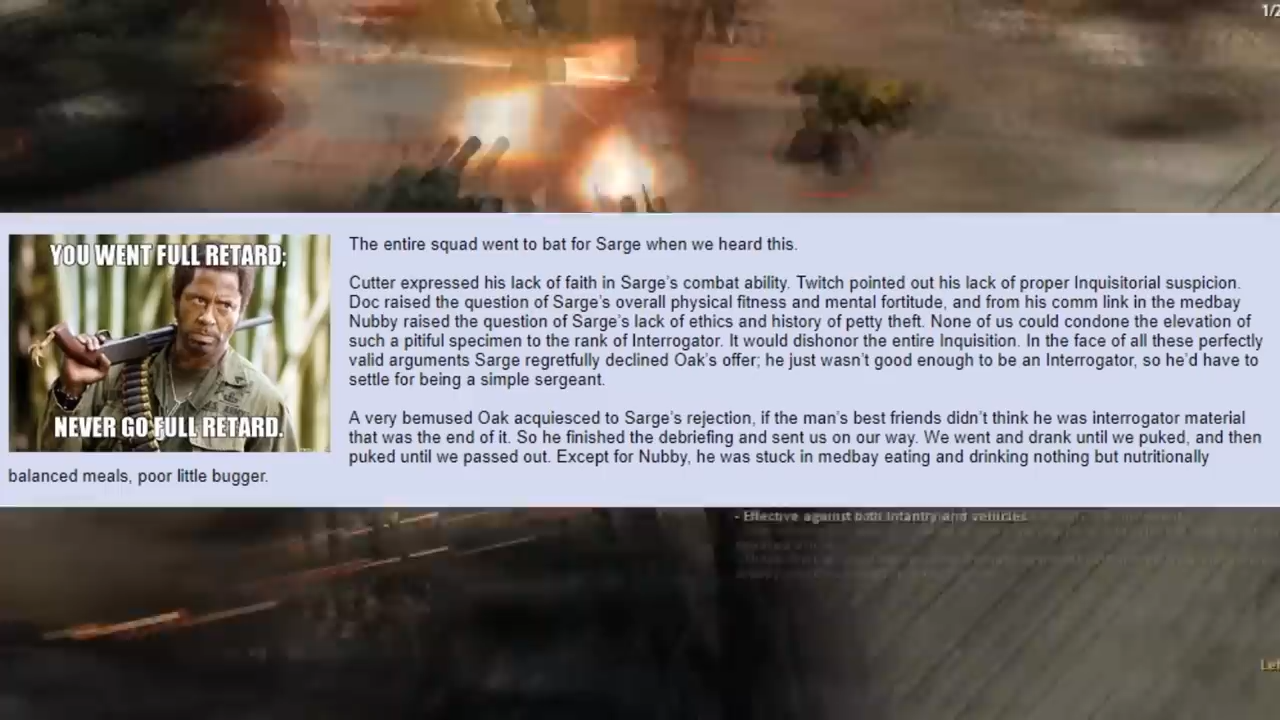 1/2
YOU WENT FULL RETARD;
NEVER GO FULL RETARD.
The entire squad went to bat for Sarge when we heard this.
Cutter expressed his lack of faith in Sarge's combat ability. Twitch pointed out his lack of proper Inquisitorial suspicion.
Doc raised the question of Sarge's overall physical fitness and mental fortitude, and from his comm link in the medbay
Nubby raised the question of Sarge's lack of ethics and history of petty theft. None of us could condone the elevation of
such a pitiful specimen to the rank of Interrogator. It would dishonor the entire Inquisition. In the face of all these perfectly
valid arguments Sarge regretfully declined Oak's offer; he just wasn't good enough to be an Interrogator, so he'd have to
settle for being a simple sergeant.
A very bemused Oak acquiesced to Sarge's rejection, if the man's best friends didn't think he was interrogator material
that was the end of it. So he finished the debriefing and sent us on our way. We went and drank until we puked, and then
puked until we passed out. Except for Nubby, he was stuck in medbay eating and drinking nothing but nutritionally
balanced meals, poor little bugger.
- Effective against both infantry and vehicles